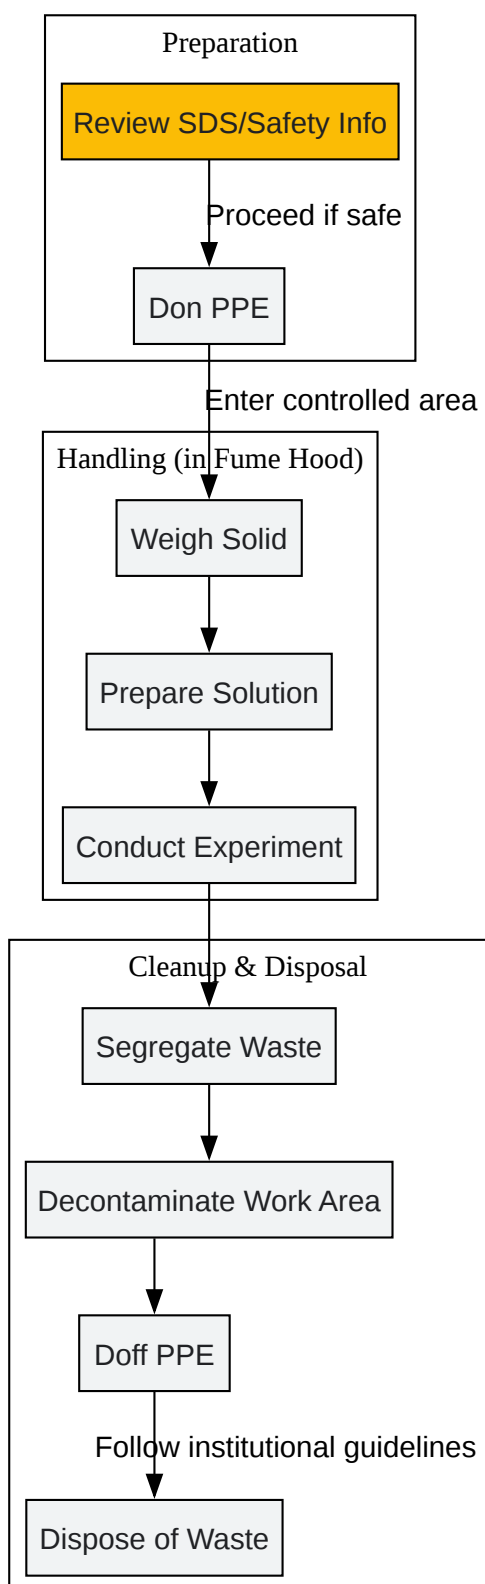 Preparation
Review SDS/Safety Info
Proceed if safe
Don PPE
Enter controlled area
Handling (in Fume Hood)
Weigh Solid
Prepare Solution
Conduct Experiment
Cleanup & Disposal
Segregate Waste
Decontaminate Work Area
Doff PPE
Follow institutional guidelines
Dispose of Waste